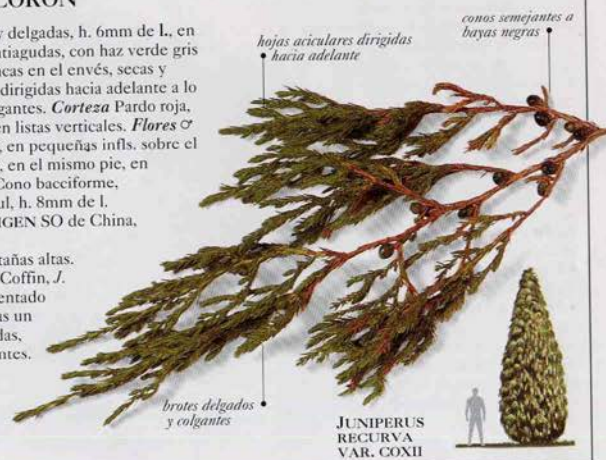 LORÓN
y delgadas, h. 6mm de l., en
ntiagudas, con haz verde gris
cas en el envés, secas y
dirigidas hacia adelante a lo
gantes. Corteza Pardo roja,
en listas verticales. Flores ♂
, en pequeñas infls. sobre el
, en el mismo pie, en
Cono bacciforme,
ul, h. 8mm de l.
IGEN SO de China,
tañas altas.
Coffin, J.
entado
as un
das,
ntes.
hojas aciculares dirigidas
hacia adelante
conos semejantes a
bayas negras
brotes delgados
y colgantes
JUNIPERUS
RECURVA
VAR. COXII